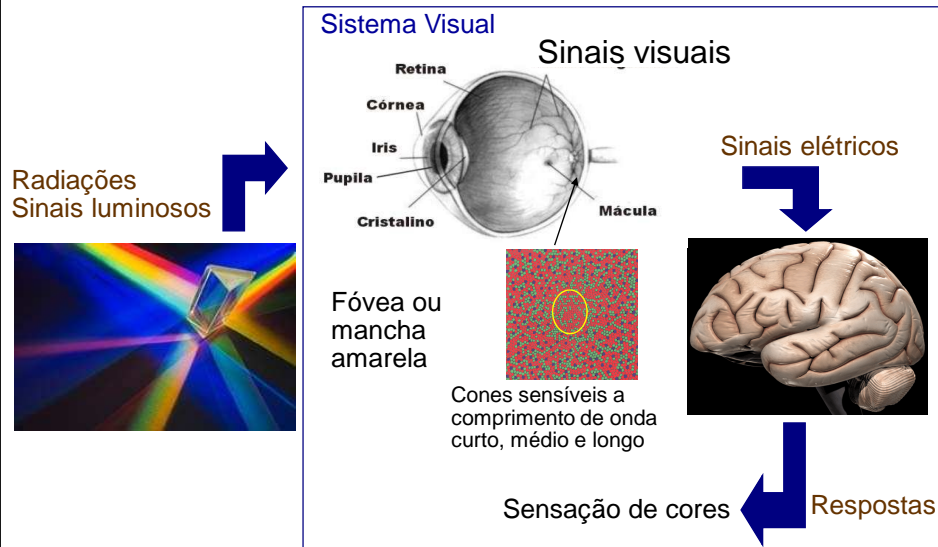 Sistema Visual
Sinais visuais
Retina
Córnea
Iris
Pupila
Cristalino
Mácula
Radiações
Sinais luminosos
Sinais elétricos
Fóvea ou
mancha
amarela
Cones sensíveis a
comprimento de onda
curto, médio e longo
Sensação de cores
Respostas